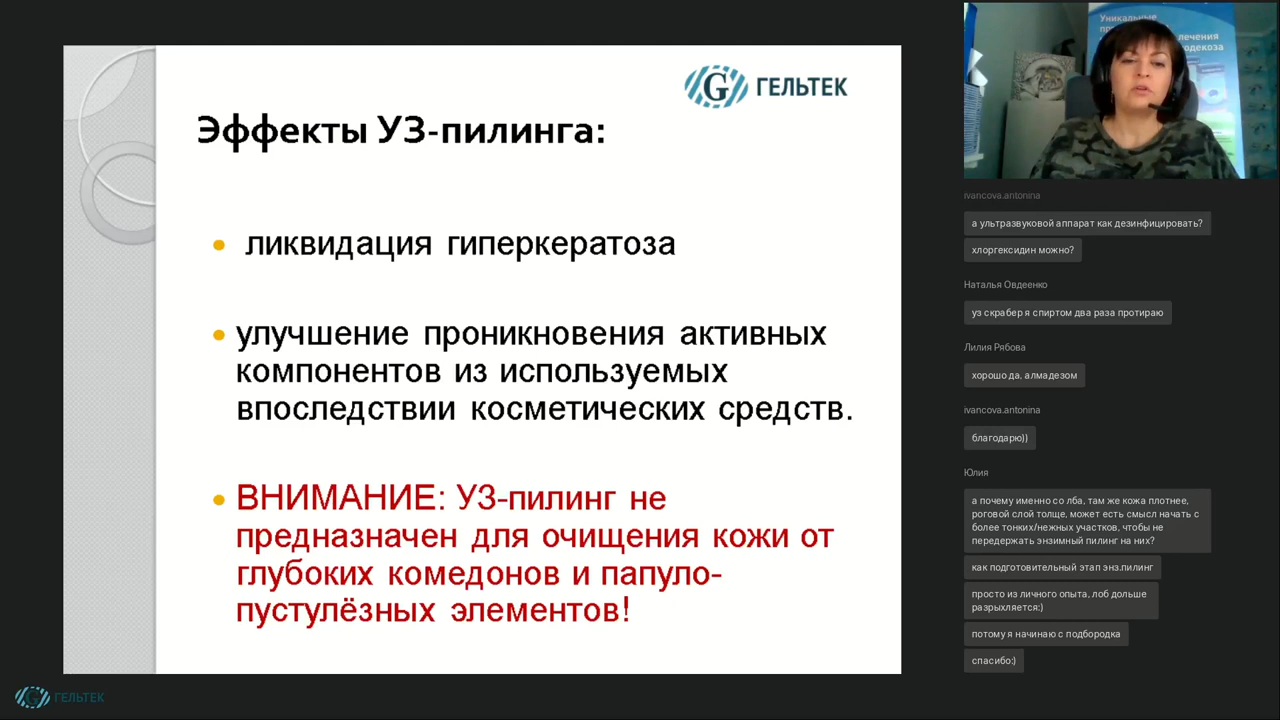 ГЕЛЬТЕК
Эффекты УЗ-пилинга:
ликвидация гиперкератоза
улучшение проникновения активных
компонентов из используемых
впоследствии косметических средств.
ВНИМАНИЕ: УЗ-пилинг не
предназначен для очищения кожи от
глубоких комедонов и папуло-
пустулёзных элементов!
ГЕЛЬТЕК
Уникальные
лечения
ivancova.antonina
а ультразвуковой аппарат как дезинфицировать?
хлоргексидин можно?
Наталья Овдеенко
уз скрабер я спиртом два раза протираю
Лилия Рябова
хорошо да, алмадезом
ivancova.antonina
благодарю))
Юлия
а почему именно со лба, там же кожа плотнее,
роговой слой толще, может есть смысл начать с
более тонких/нежных участков, чтобы не
передержать энзимный пилинг на них?
как подготовительный этап энз.пилинг
просто из личного опыта, лоб дольше
разрыхляется:)
потому я начинаю с подбородка
спасибо:)